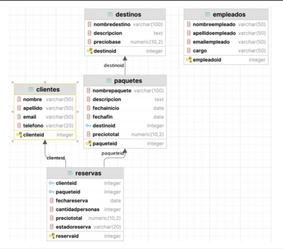 destinos
nombredestino varchar(100)
descripcion text
preciobase numeric(10,2)
destinoid integer
empleados
nombreempleado varchar(50)
apellidoempleado varchar(50)
emailempleado varchar(50)
cargo varchar(50)
empleadoid integer
destinoid
clientes
nombre varchar(50)
apellido varchar(50)
email varchar(50)
telefono varchar(20)
clienteid integer
paquetes
nombrepaquete varchar(100)
descripcion text
fechainicio date
fechafin date
destinoid integer
preciototal numeric(10,2)
paqueteid integer
clienteid
paqueteid
reservas
clienteid integer
paqueteid integer
fechareserva date
cantidadpersonas integer
preciototal numeric(10,2)
estadoreserva varchar(20)
reservaid integer